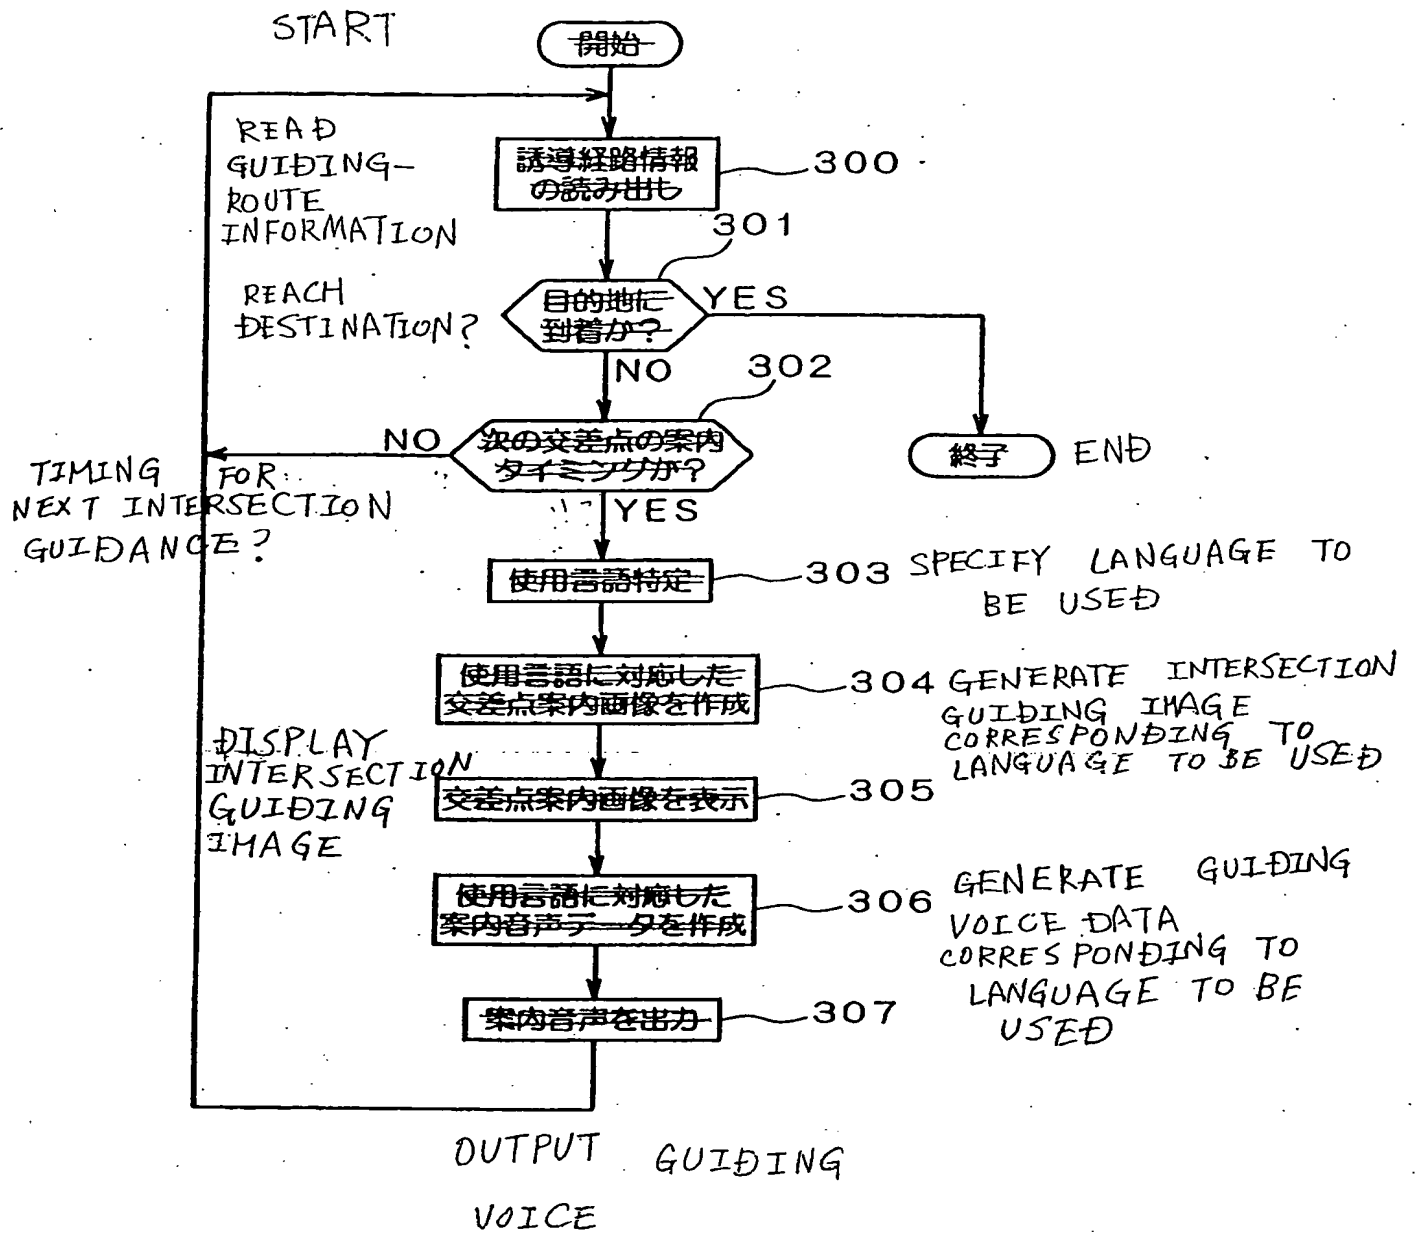 START
開始
READ
GUIDING-
ROUTE
INFORMATION
誘導経路情報
の読み出し
300
301
REACH
DESTINATION?
目的地に
到着か?
YES
NO
302
NO
次の交差点の案内
タイミングか?
YES
終了
END
TIMING FOR
NEXT INTERSECTION
GUIDANCE?
使用言語特定
303
SPECIFY LANGUAGE TO
BE USED
使用言語に対応した
交差点案内画像を作成
304
GENERATE INTERSECTION
GUIDING IMAGE
CORRESPONDING TO
LANGUAGE TO BE USED
DISPLAY
INTERSECTION
GUIDING
IMAGE
交差点案内画像を表示
305
使用言語に対応した
案内音声データを作成
306
GENERATE GUIDING
VOICE DATA
CORRESPONDING TO
LANGUAGE TO BE
USED
案内音声を出力
307
OUTPUT GUIDING
VOICE